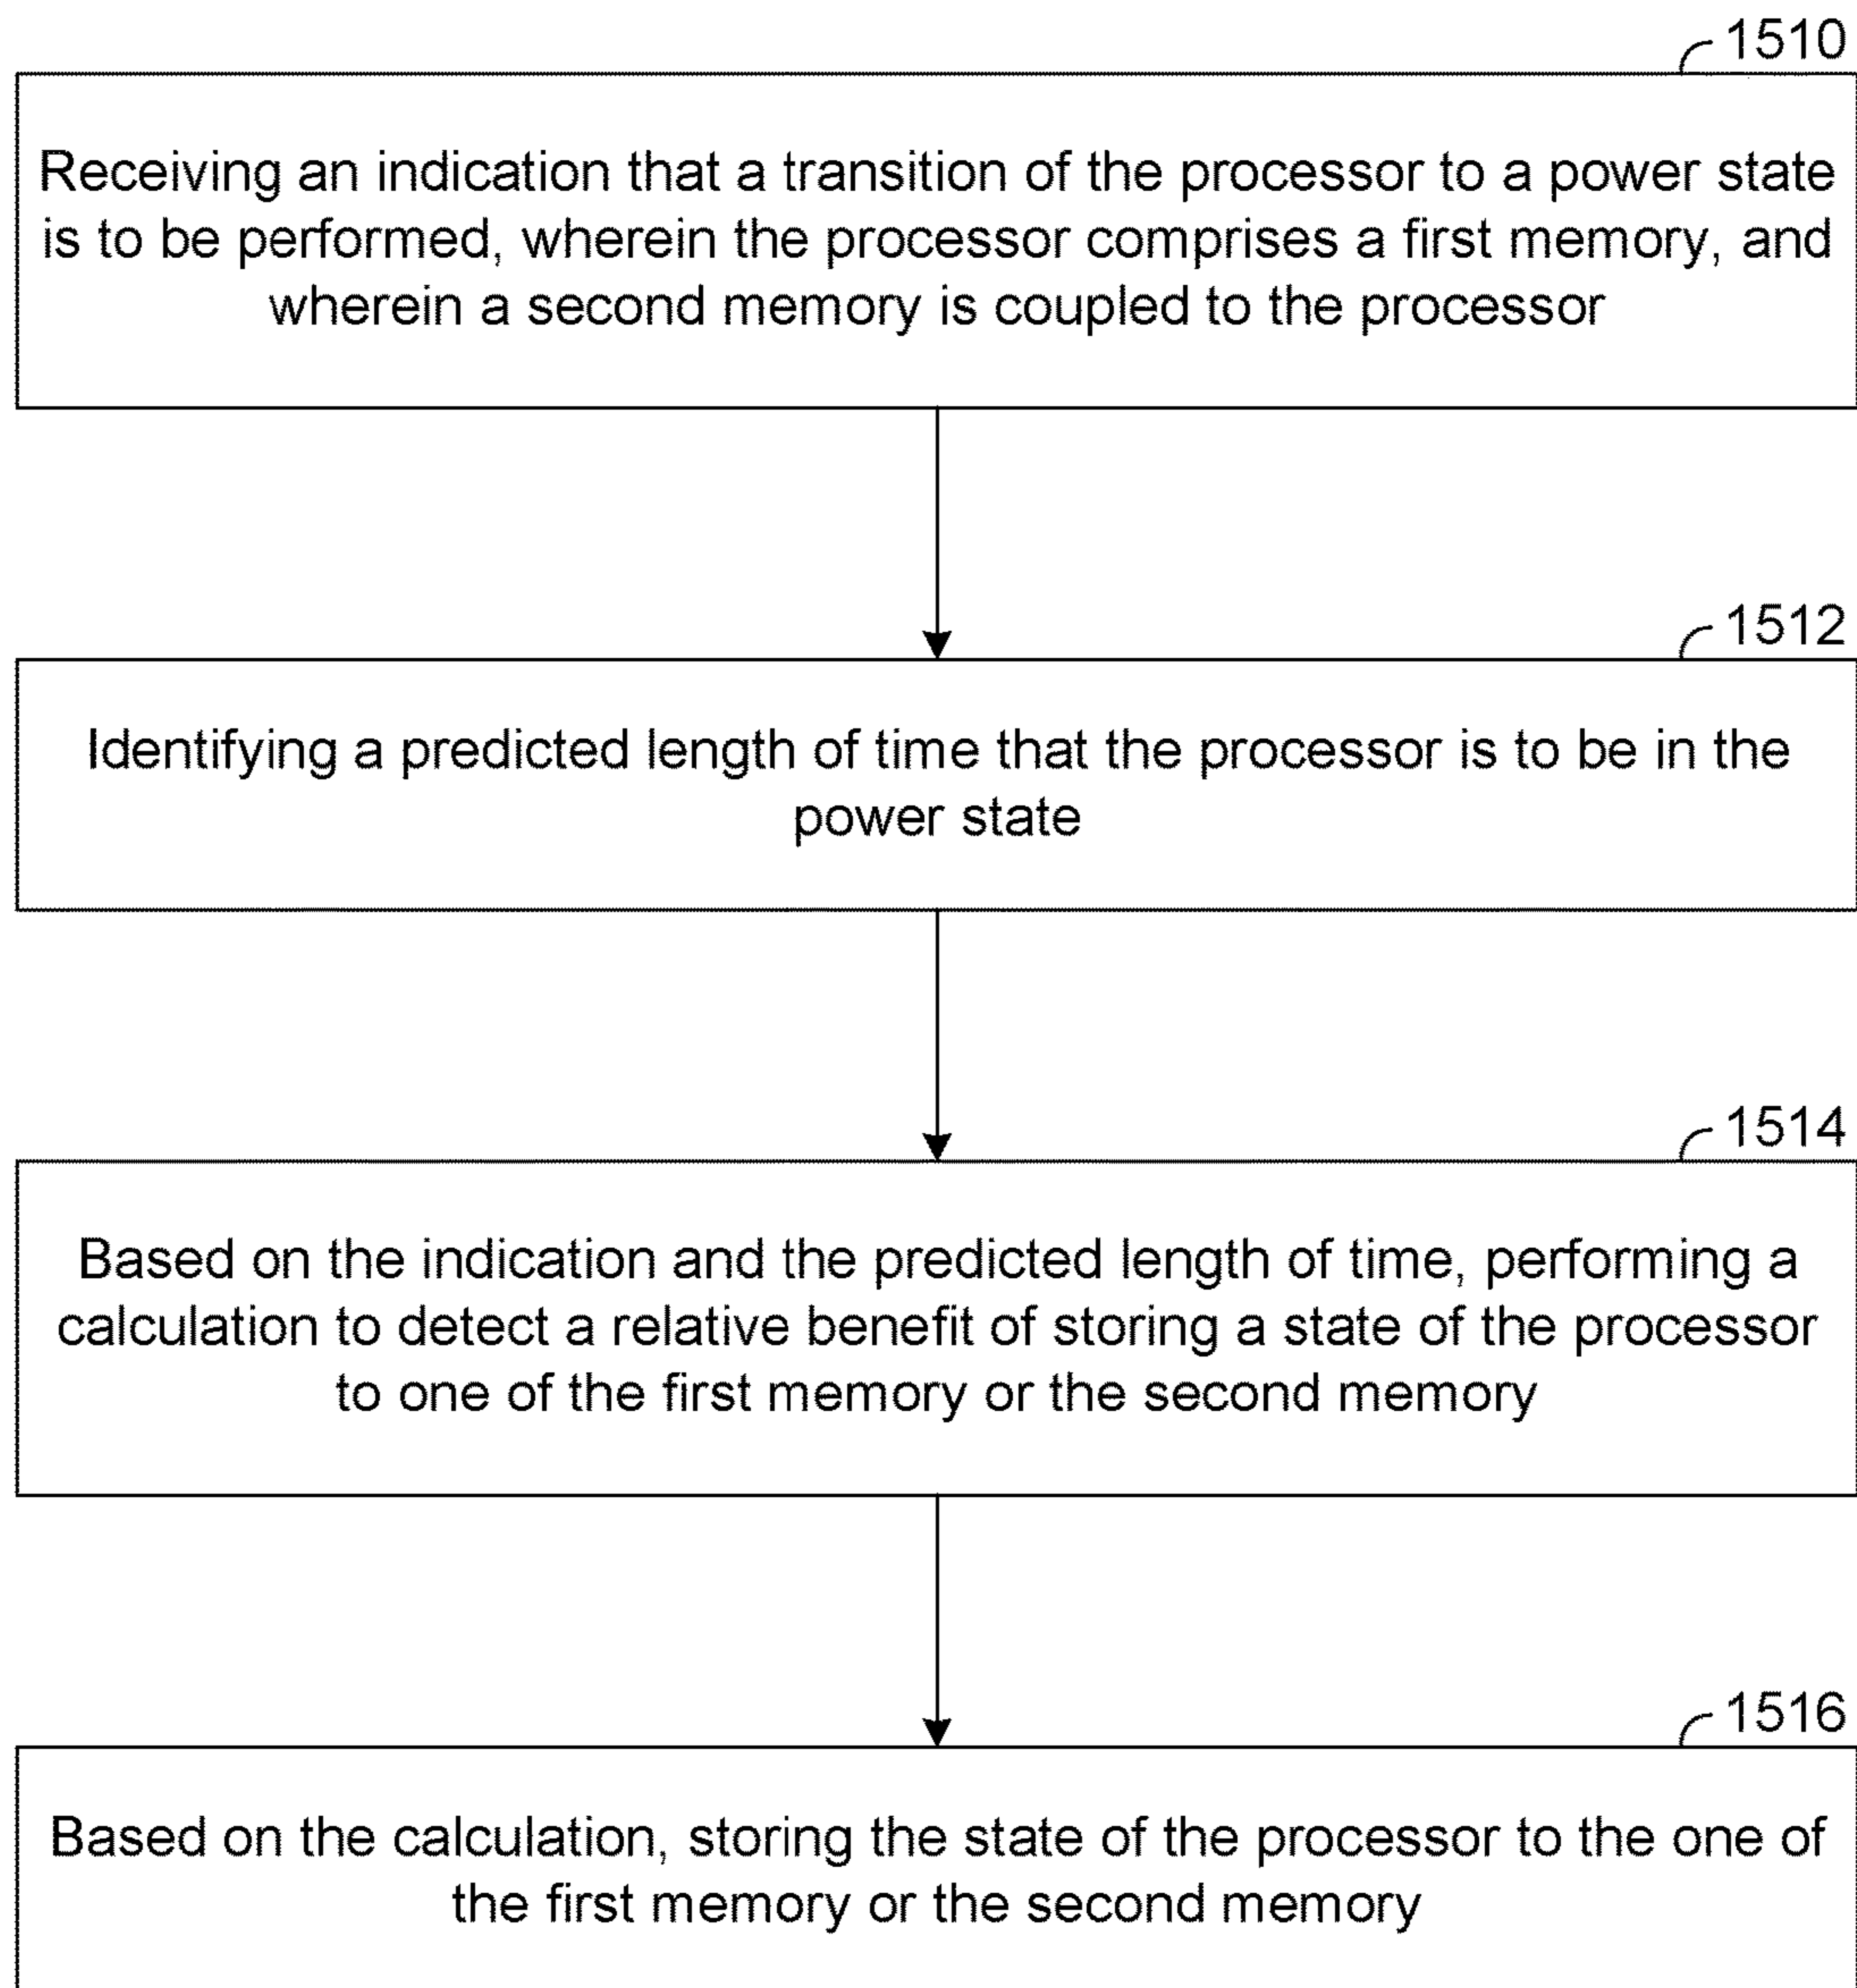 1510
Receiving an indication that a transition of the processor to a power state
is to be performed, wherein the processor comprises a first memory, and
wherein a second memory is coupled to the processor
1512
Identifying a predicted length of time that the processor is to be in the
power state
1514
Based on the indication and the predicted length of time, performing a
calculation to detect a relative benefit of storing a state of the processor
to one of the first memory or the second memory
1516
Based on the calculation, storing the state of the processor to the one of
the first memory or the second memory